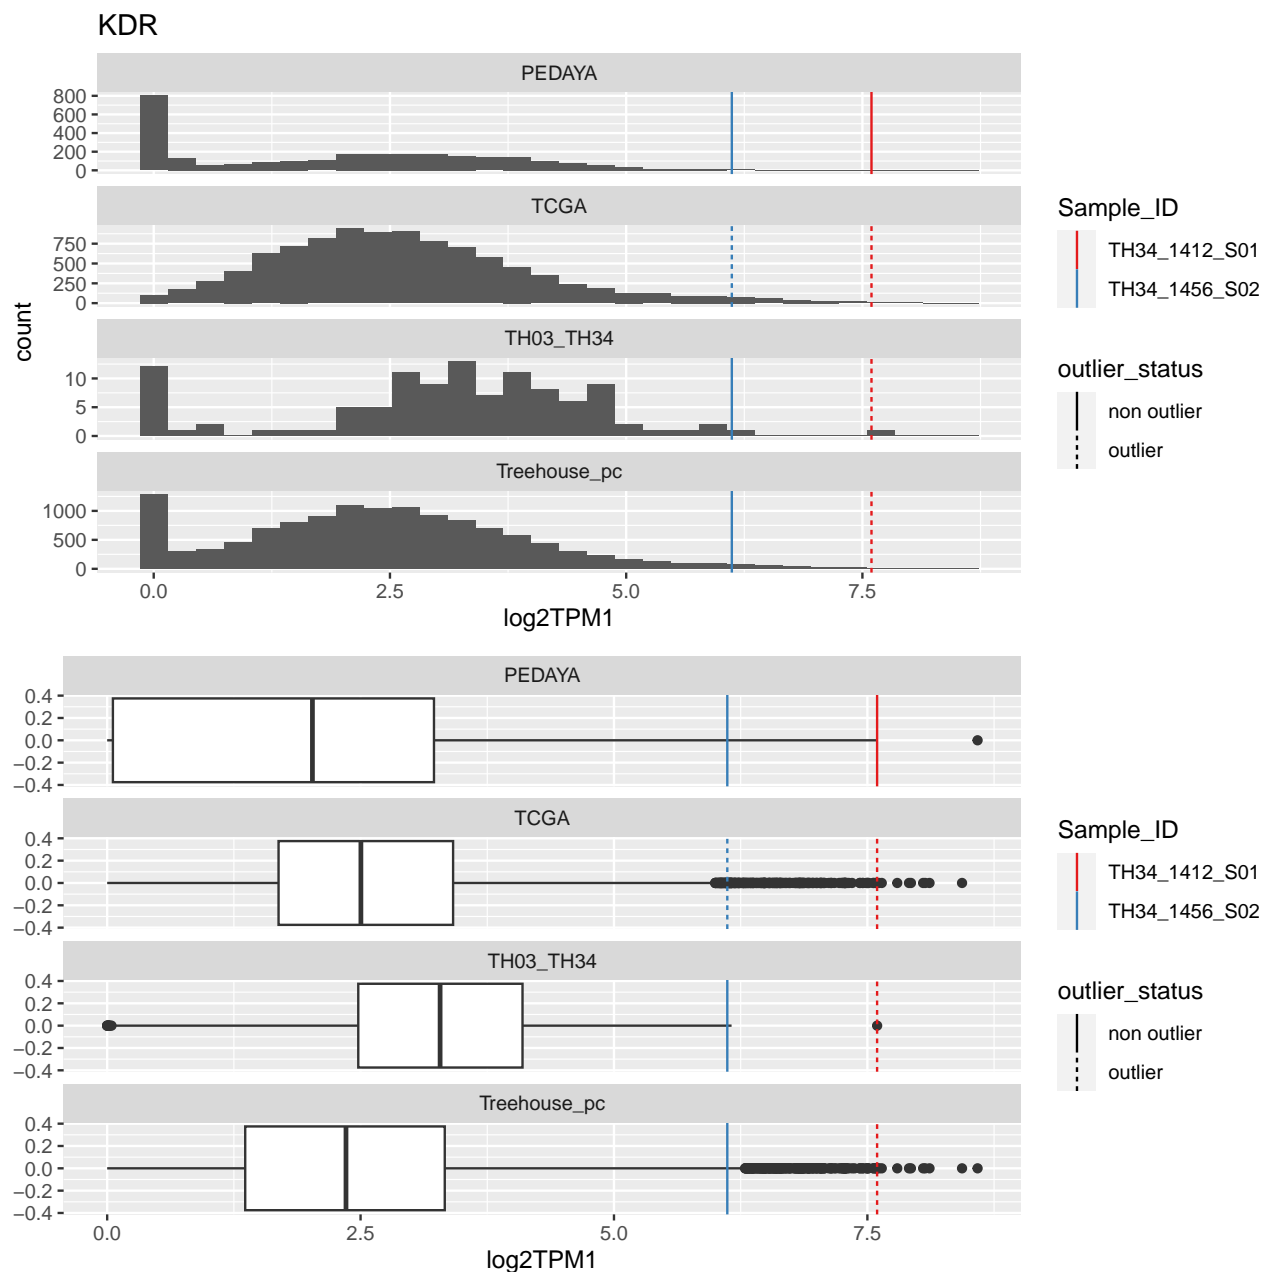 KDR
PEDAYA
800
600
400
200
0
TCGA
750
500
250
0
TH03_TH34
10
5
0
Treehouse_pc
1000
500
0
0.0 2.5 5.0 7.5
log2TPM1
count
Sample_ID
TH34_1412_S01
TH34_1456_S02
outlier_status
non outlier
outlier
PEDAYA
0.4
0.2
0.0
−0.2
−0.4
TCGA
0.4
0.2
0.0
−0.2
−0.4
TH03_TH34
0.4
0.2
0.0
−0.2
−0.4
Treehouse_pc
0.4
0.2
0.0
−0.2
−0.4
0.0 2.5 5.0 7.5
log2TPM1
Sample_ID
TH34_1412_S01
TH34_1456_S02
outlier_status
non outlier
outlier